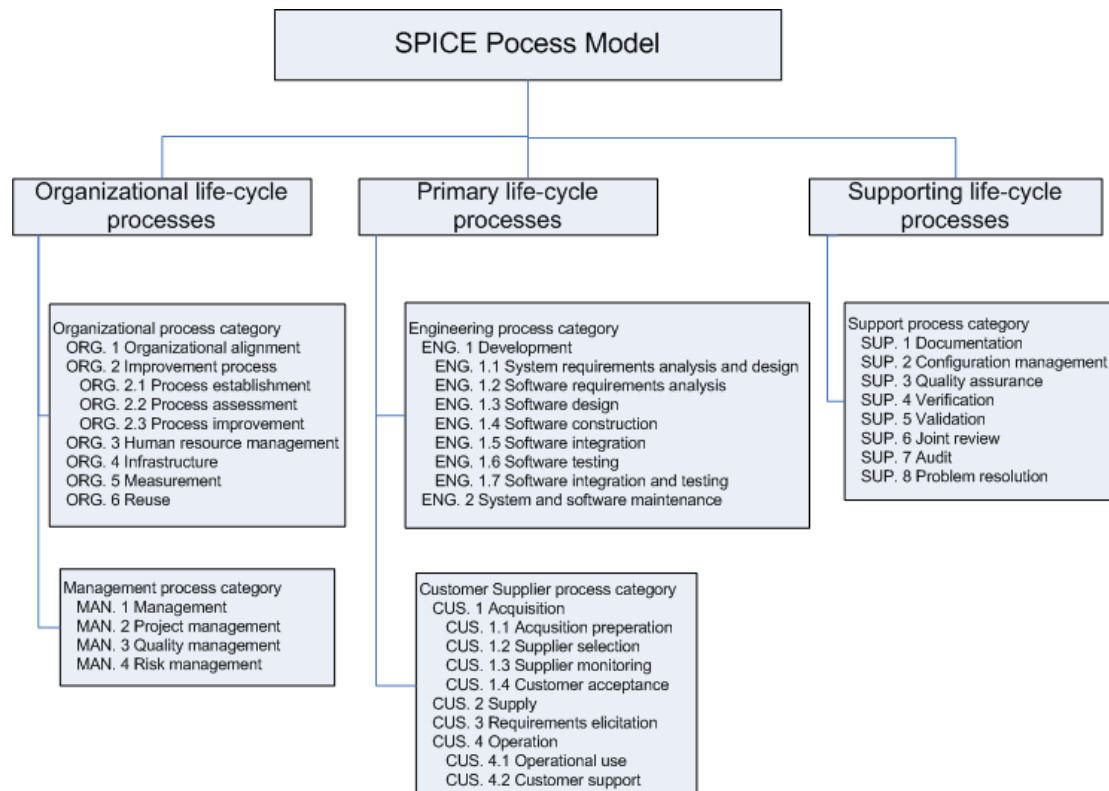 SPICE Pocess Model
Organizational life-cycle
processes
Primary life-cycle
processes
Supporting life-cycle
processes
Organizational process category
ORG. 1 Organizational alignment
ORG. 2 Improvement process
ORG. 2.1 Process establishment
ORG. 2.2 Process assessment
ORG. 2.3 Process improvement
ORG. 3 Human resource management
ORG. 4 Infrastructure
ORG. 5 Measurement
ORG. 6 Reuse
Management process category
MAN. 1 Management
MAN. 2 Project management
MAN. 3 Quality management
MAN. 4 Risk management
Engineering process category
ENG. 1 Development
ENG. 1.1 System requirements analysis and design
ENG. 1.2 Software requirements analysis
ENG. 1.3 Software design
ENG. 1.4 Software construction
ENG. 1.5 Software integration
ENG. 1.6 Software testing
ENG. 1.7 Software integration and testing
ENG. 2 System and software maintenance
Customer Supplier process category
CUS. 1 Acquisition
CUS. 1.1 Acqusition preperation
CUS. 1.2 Supplier selection
CUS. 1.3 Supplier monitoring
CUS. 1.4 Customer acceptance
CUS. 2 Supply
CUS. 3 Requirements elicitation
CUS. 4 Operation
CUS. 4.1 Operational use
CUS. 4.2 Customer support
Support process category
SUP. 1 Documentation
SUP. 2 Configuration management
SUP. 3 Quality assurance
SUP. 4 Verification
SUP. 5 Validation
SUP. 6 Joint review
SUP. 7 Audit
SUP. 8 Problem resolution